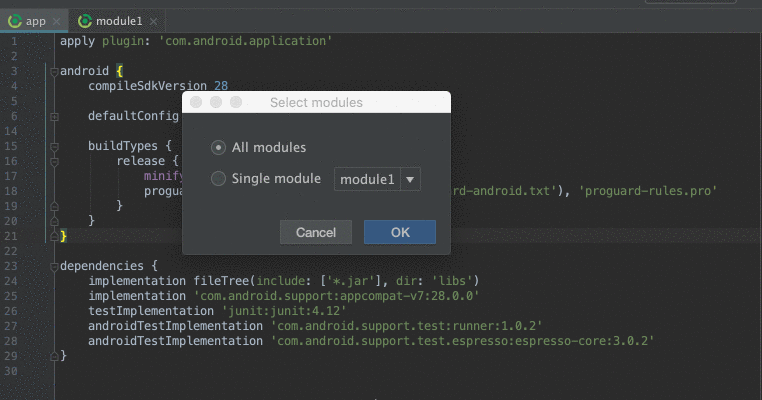 app
module1
1 apply plugin: 'com.android.application'
2
3 android {
4 compileSdkVersion 28
5
6 defaultConfig
14
15 buildTypes {
16 release {
17 minify
18 progua rd-android.txt'), 'proguard-rules.pro'
19 }
20 }
21 }
22
23 dependencies {
24 implementation fileTree(include: ['*.jar'], dir: 'libs')
25 implementation 'com.android.support:appcompat-v7:28.0.0'
26 testImplementation 'junit:junit:4.12'
27 androidTestImplementation 'com.android.support.test:runner:1.0.2'
28 androidTestImplementation 'com.android.support.test.espresso:espresso-core:3.0.2'
29 }
30
Select modules
All modules
Single module module1
Cancel OK